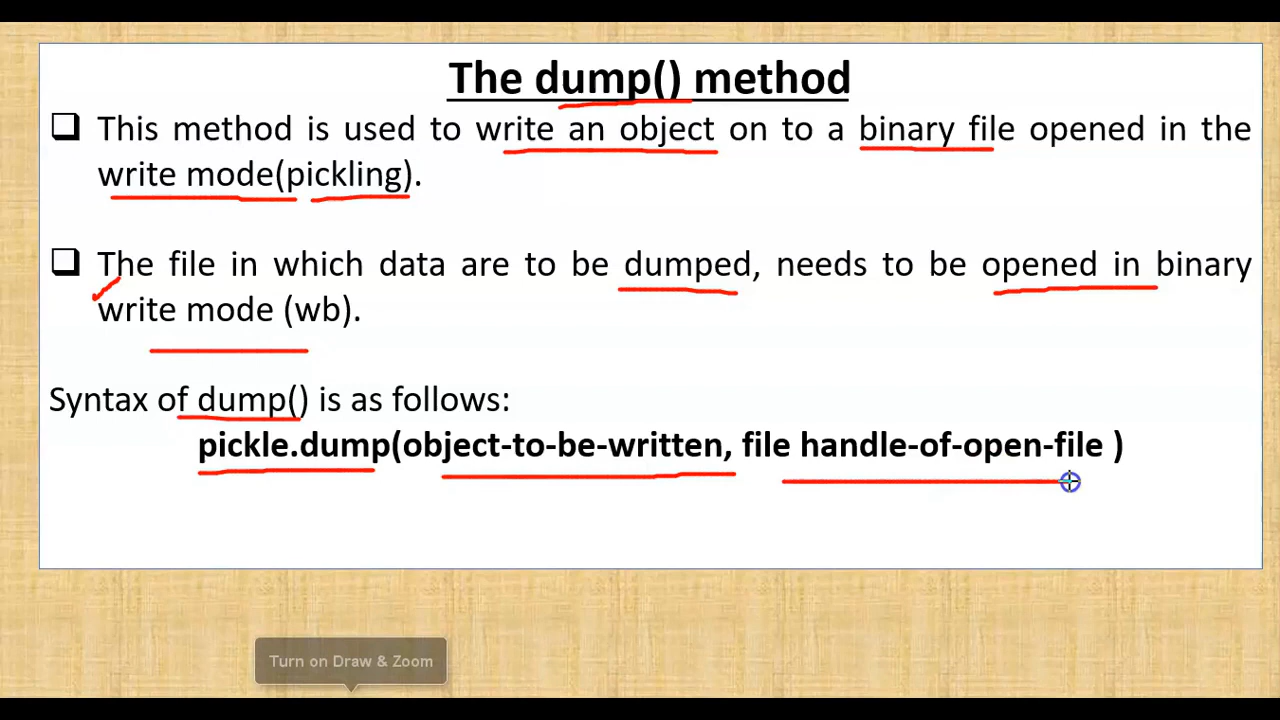 The dump() method
This method is used to write an object on to a binary file opened in the
write mode(pickling).
The file in which data are to be dumped, needs to be opened in binary
write mode (wb).
Syntax of dump() is as follows:
pickle.dump(object-to-be-written, file handle-of-open-file )
Turn on Draw & Zoom